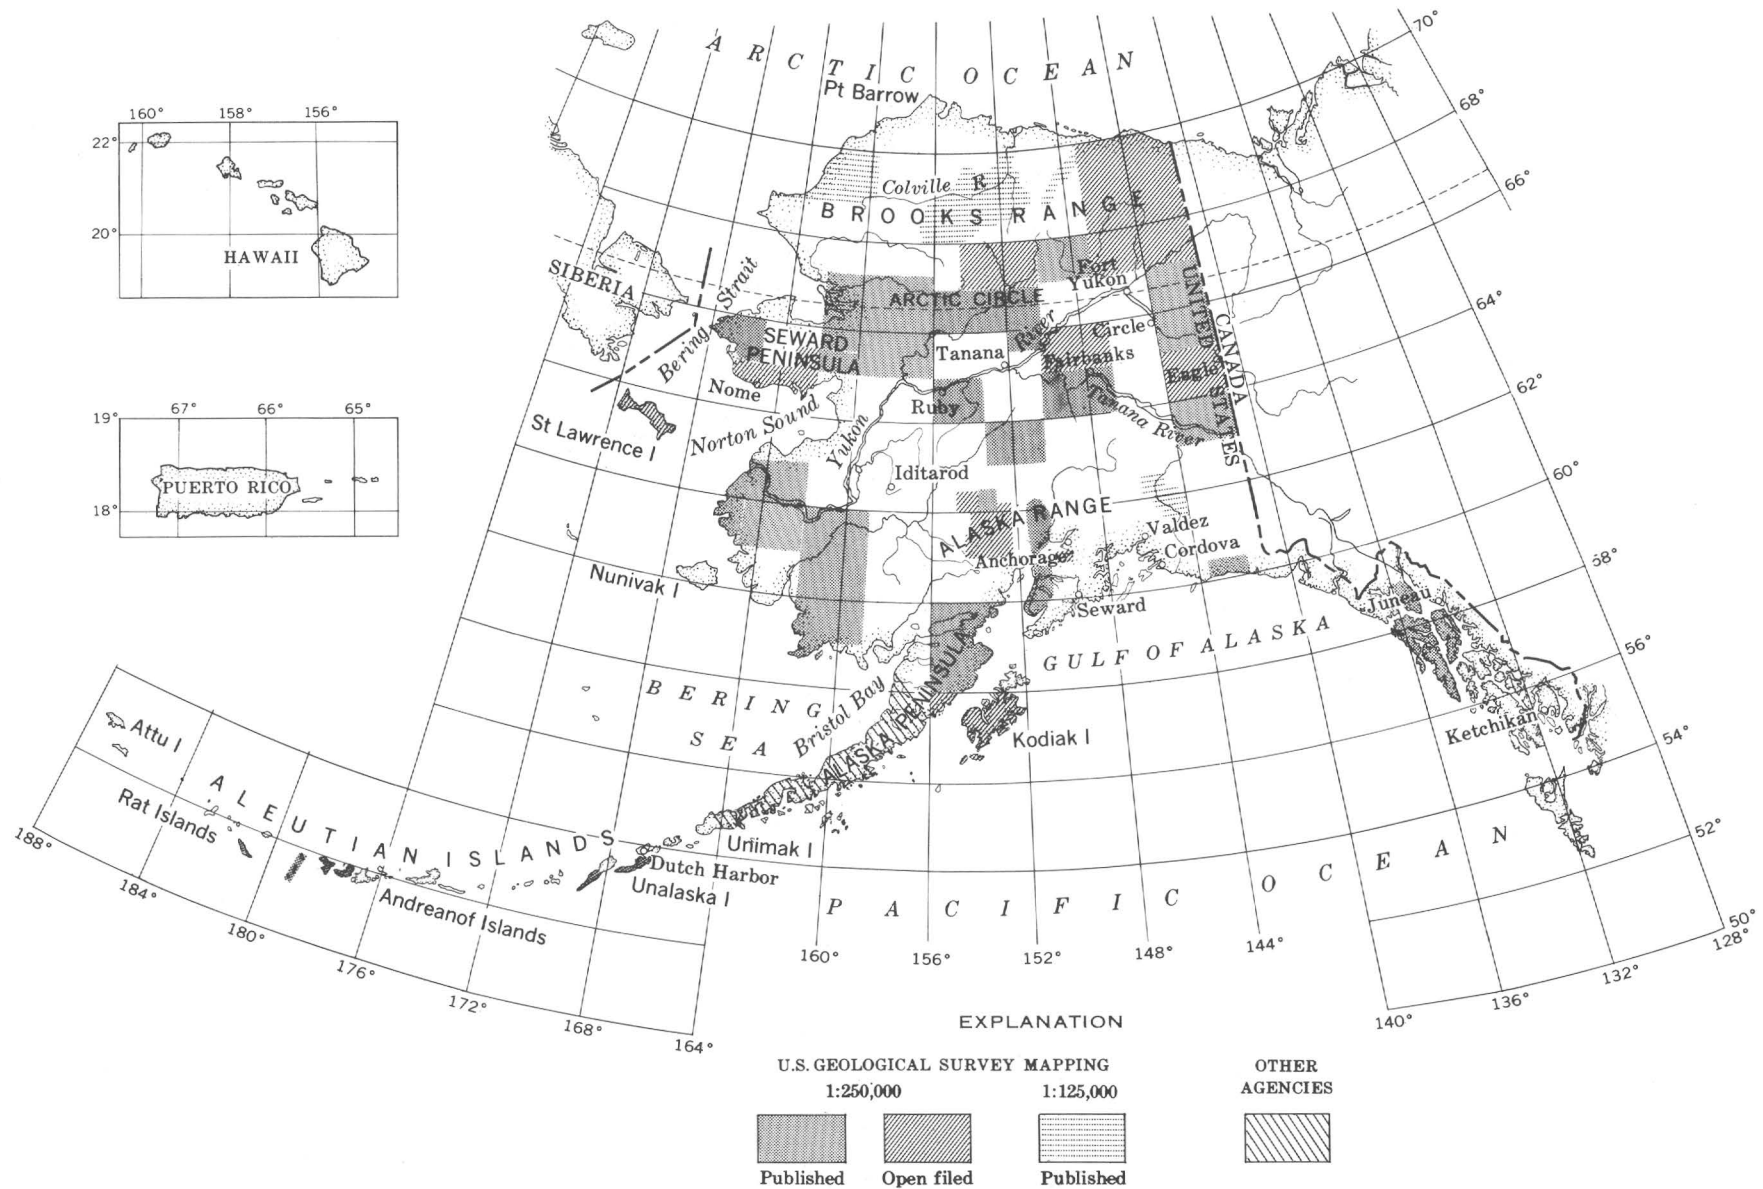 ARCTIC OCEAN
Pt Barrow
70°
68°
66°
64°
62°
60°
58°
56°
54°
52°
50°
160° 158° 156°
22°
20°
HAWAII
67° 66° 65°
19°
18°
PUERTO RICO
Colville R
BROOKS RANGE
SIBERIA
Bering Strait
Fort
Yukon
ARCTIC CIRCLE
UNITED STATES
CANADA
SEWARD
PENINSULA
Tanana
River
Circle
Fairbanks
Eagle
Nome
Ruby
Tanana River
St Lawrence I
Norton Sound
Yukon
Iditarod
ALASKA RANGE
Valdez
Anchorage
Cordova
Nunivak I
Seward
Juneau
GULF OF ALASKA
BERING
SEA
Bristol Bay
ALASKA PENINSULA
Kodiak I
Ketchikan
Attu I
Rat Islands
ALEUTIAN ISLANDS
Unimak I
Dutch Harbor
Unalaska I
Andreanof Islands
PACIFIC OCEAN
188°
184°
180°
176°
172°
168°
164°
160° 156° 152° 148° 144°
140°
136°
132°
128°
EXPLANATION
U.S. GEOLOGICAL SURVEY MAPPING
1:250,000 1:125,000
OTHER
AGENCIES
Published Open filed Published